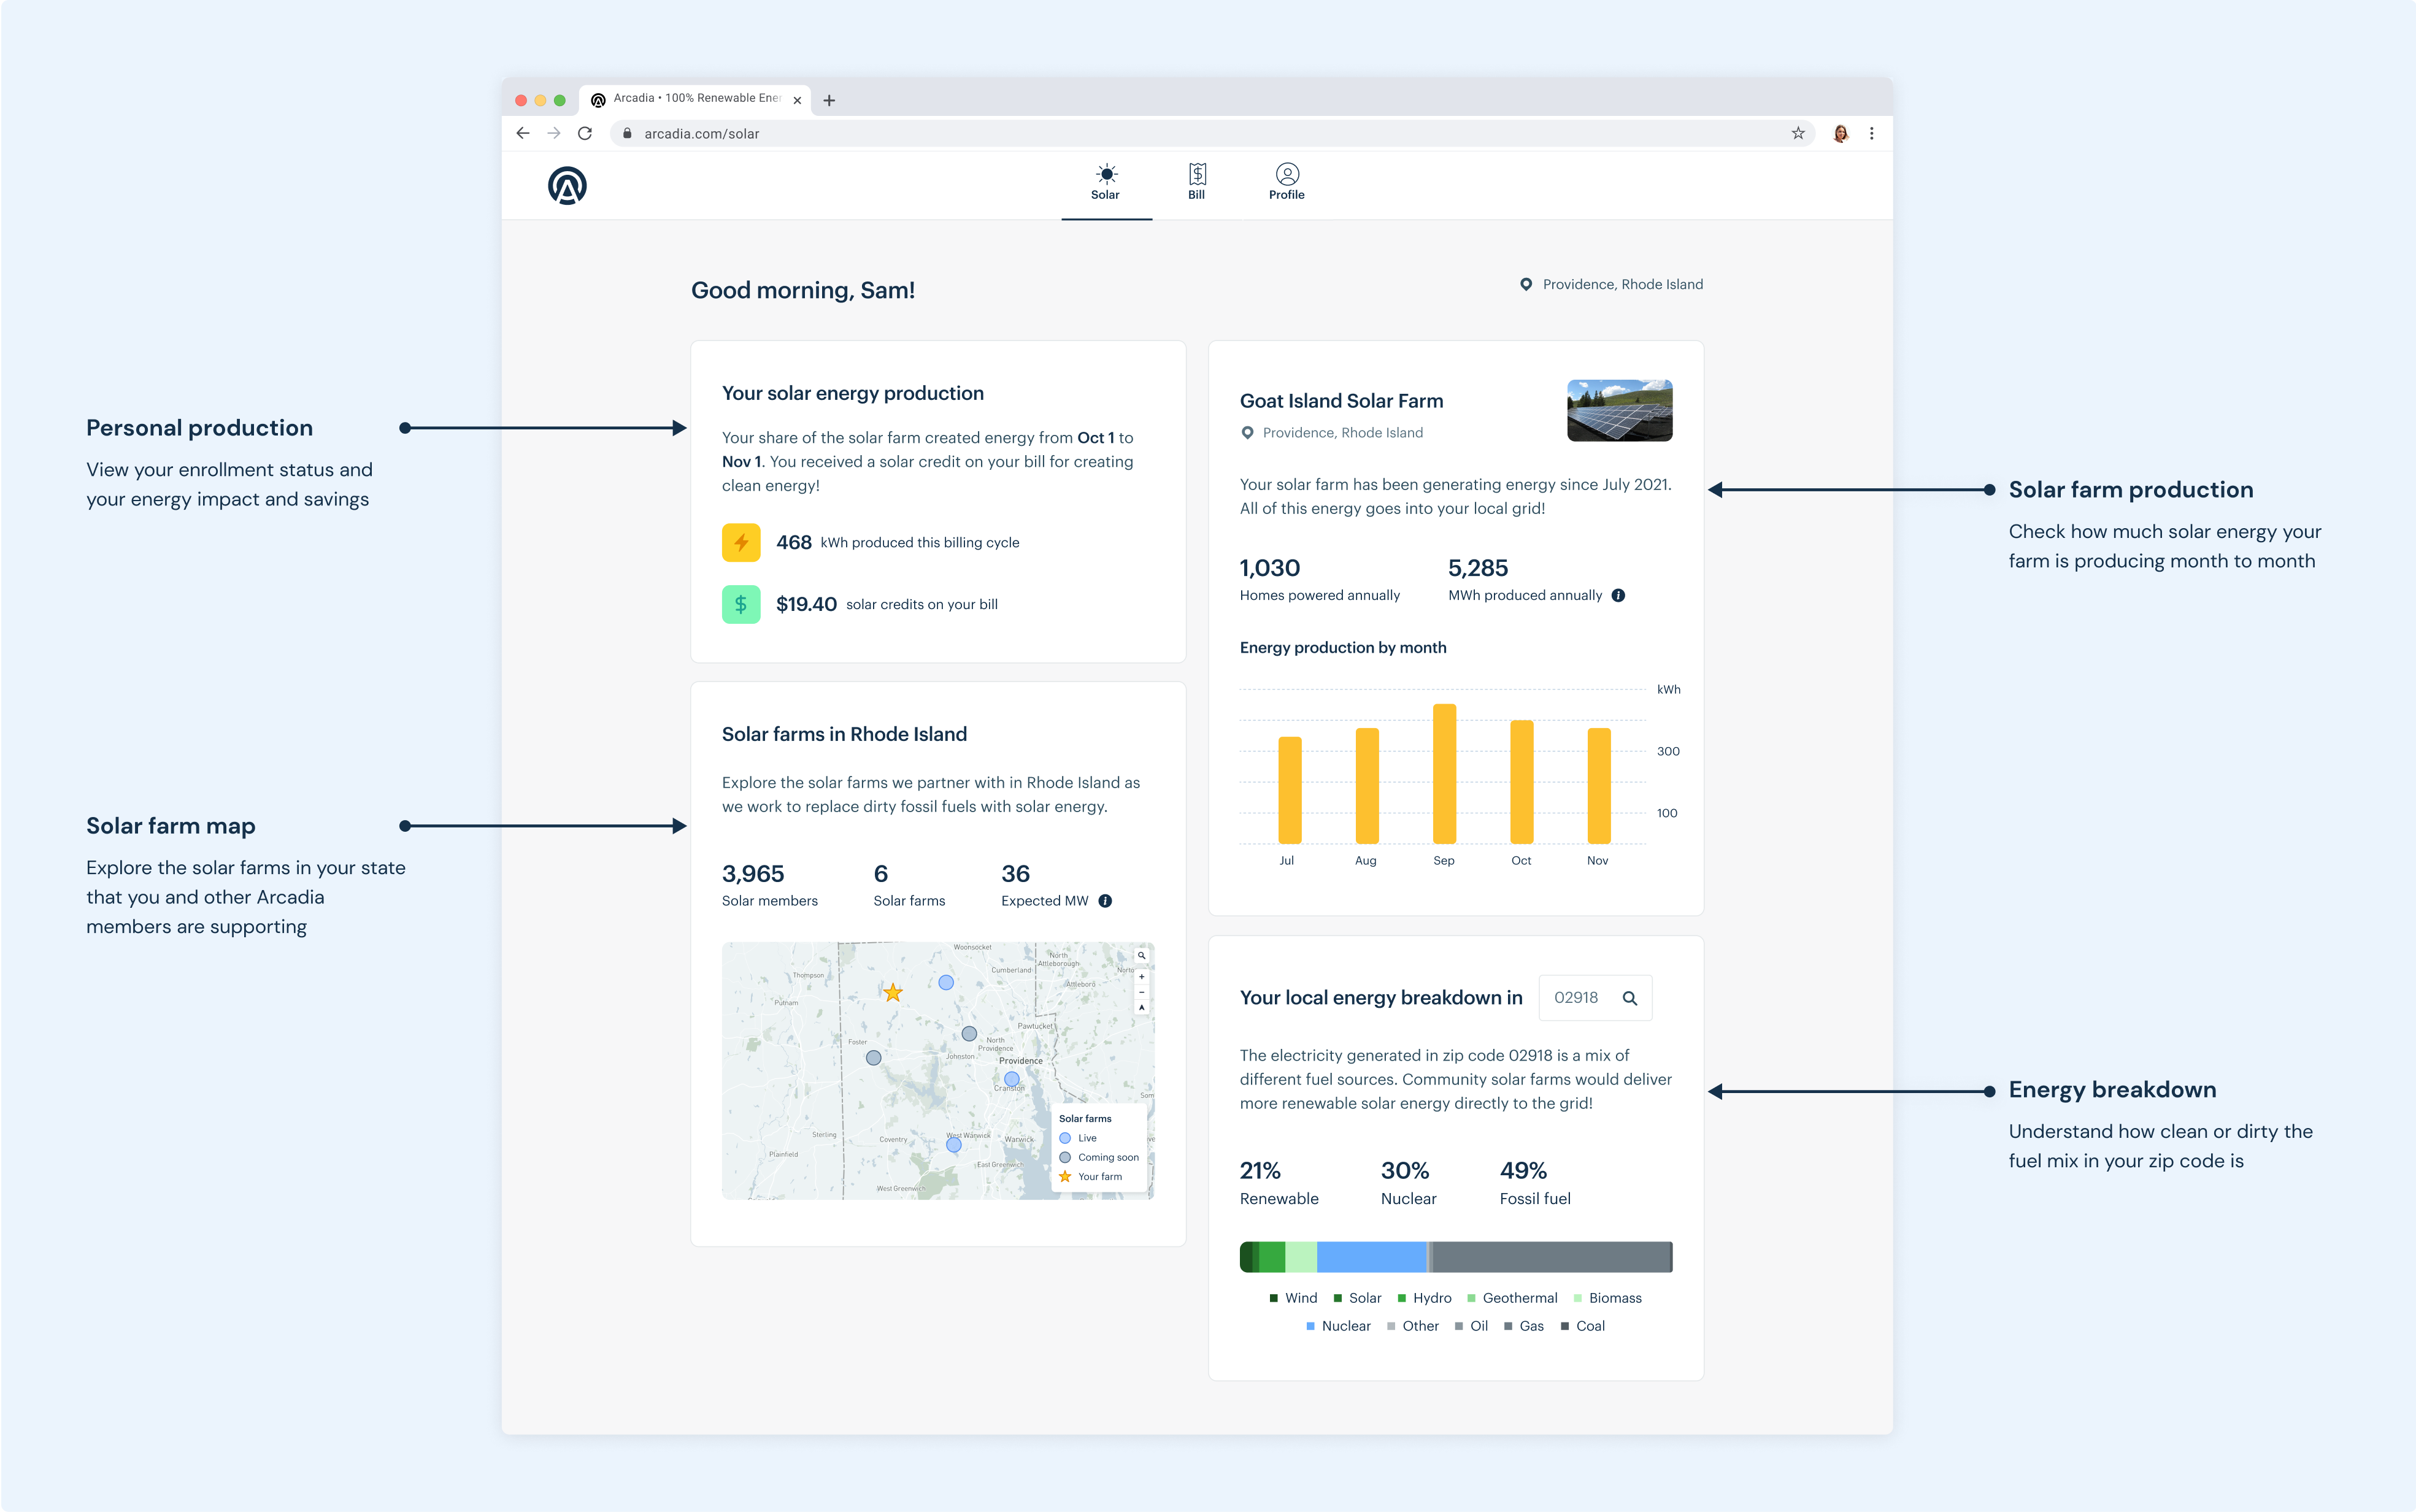 Arcadia • 100% Renewable Ener
arcadia.com/solar
Solar
Bill
Profile
Good morning, Sam!
Providence, Rhode Island
Personal production
View your enrollment status and
your energy impact and savings
Your solar energy production
Your share of the solar farm created energy from Oct 1 to
Nov 1. You received a solar credit on your bill for creating
clean energy!
468 kWh produced this billing cycle
$19.40 solar credits on your bill
Goat Island Solar Farm
Providence, Rhode Island
Your solar farm has been generating energy since July 2021.
All of this energy goes into your local grid!
1,030
Homes powered annually
5,285
MWh produced annually
Energy production by month
kWh
300
100
Jul
Aug
Sep
Oct
Nov
Solar farm production
Check how much solar energy your
farm is producing month to month
Solar farm map
Explore the solar farms in your state
that you and other Arcadia
members are supporting
Solar farms in Rhode Island
Explore the solar farms we partner with in Rhode Island as
we work to replace dirty fossil fuels with solar energy.
3,965
Solar members
6
Solar farms
36
Expected MW
Woonsocket
North
Attleborough
Cumberland
Norto
Thompson
Attleboro
Putnam
Pawtucket
Foster
North
Providence
Johnston
Providence
Cranston
Som
Sterling
Coventry
West Warwick
Warwick
Plainfield
East Greenwich
West Greenwich
Solar farms
Live
Coming soon
Your farm
Your local energy breakdown in
02918
The electricity generated in zip code 02918 is a mix of
different fuel sources. Community solar farms would deliver
more renewable solar energy directly to the grid!
21%
Renewable
30%
Nuclear
49%
Fossil fuel
Wind Solar Hydro Geothermal Biomass
Nuclear Other Oil Gas Coal
Energy breakdown
Understand how clean or dirty the
fuel mix in your zip code is